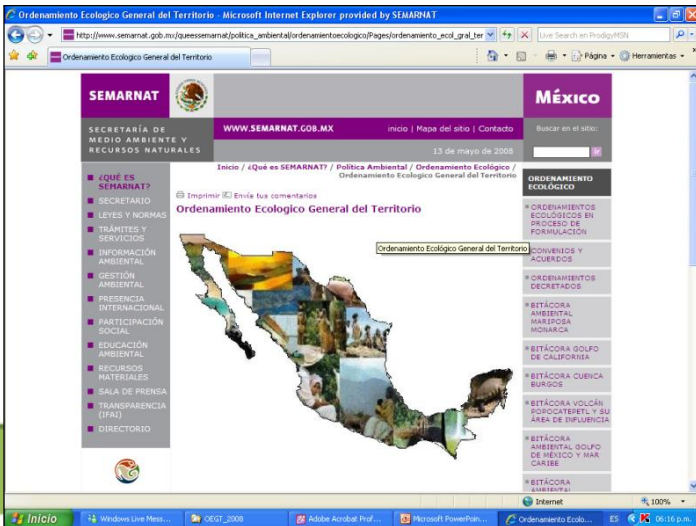 Ordenamiento Ecologico General del Territorio - Microsoft Internet Explorer provided by SEMARNAT
http://www.semarnat.gob.mx/queessemarnat/politica_ambiental/ordenamientoecologico/Pages/ordenamiento_ecol_gral_ter
Live Search en ProdigyMSN
Ordenamiento Ecologico General del Territorio
Página
Herramientas
SEMARNAT
MÉXICO
SECRETARÍA DE
MEDIO AMBIENTE Y
RECURSOS NATURALES
WWW.SEMARNAT.GOB.MX
inicio | Mapa del sitio | Contacto
Buscar en el sitio:
13 de mayo de 2008
Inicio / ¿Qué es SEMARNAT? / Política Ambiental / Ordenamiento Ecológico /
Ordenamiento Ecologico General del Territorio
Imprimir Envía tus comentarios
Ordenamiento Ecologico General del Territorio
Ordenamiento Ecológico General del Territorio
¿QUÉ ES
SEMARNAT?
SECRETARIO
LEYES Y NORMAS
TRÁMITES Y
SERVICIOS
INFORMACIÓN
AMBIENTAL
GESTIÓN
AMBIENTAL
PRESENCIA
INTERNACIONAL
PARTICIPACIÓN
SOCIAL
EDUCACIÓN
AMBIENTAL
RECURSOS
MATERIALES
SALA DE PRENSA
TRANSPARENCIA
(IFAI)
DIRECTORIO
ORDENAMIENTO
ECOLÓGICO
ORDENAMIENTOS
ECOLÓGICOS EN
PROCESO DE
FORMULACIÓN
CONVENIOS Y
ACUERDOS
ORDENAMIENTOS
DECRETADOS
BITÁCORA
AMBIENTAL
MARIPOSA
MONARCA
BITÁCORA GOLFO
DE CALIFORNIA
BITÁCORA CUENCA
BURGOS
BITÁCORA VOLCÁN
POPOCATEPETL Y SU
ÁREA DE INFLUENCIA
BITÁCORA
AMBIENTAL GOLFO
DE MÉXICO Y MAR
CARIBE
BITÁCORA
AMBIENTAL
Internet
100%
Inicio
Windows Live Mess...
OEGT_2008
Adobe Acrobat Prof...
Microsoft PowerPoin...
Ordenamiento Ecolo...
ES
06:16 p.m.